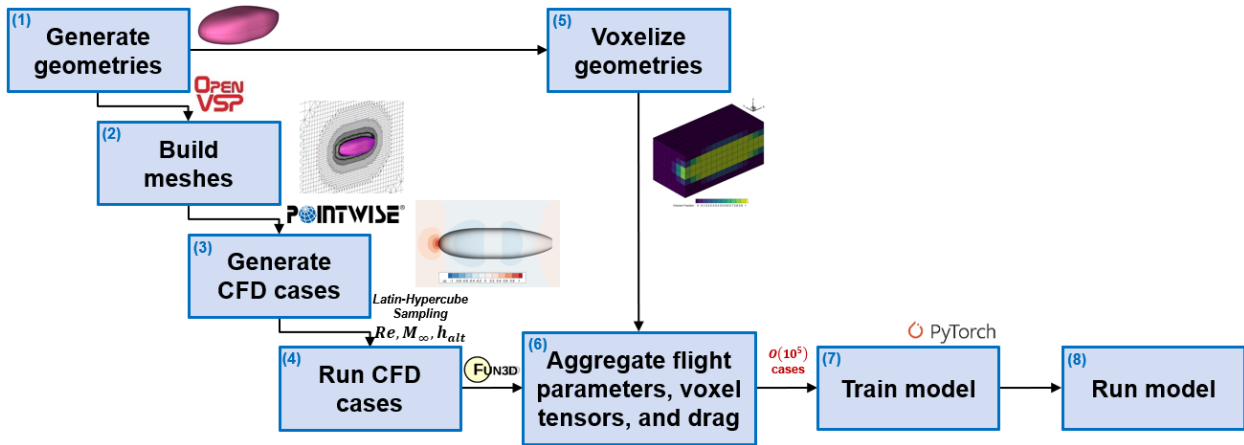 (1)
Generate
geometries
OPEN
VSP
(2)
Build
meshes
POINTWISE®
(3)
Generate
CFD cases
Latin-Hypercube
Sampling
Re, M∞, h_alt
(4)
Run CFD
cases
FUN3D
(5)
Voxelize
geometries
(6)
Aggregate flight
parameters, voxel
tensors, and drag
O(10⁵)
cases
PyTorch
(7)
Train model
(8)
Run model